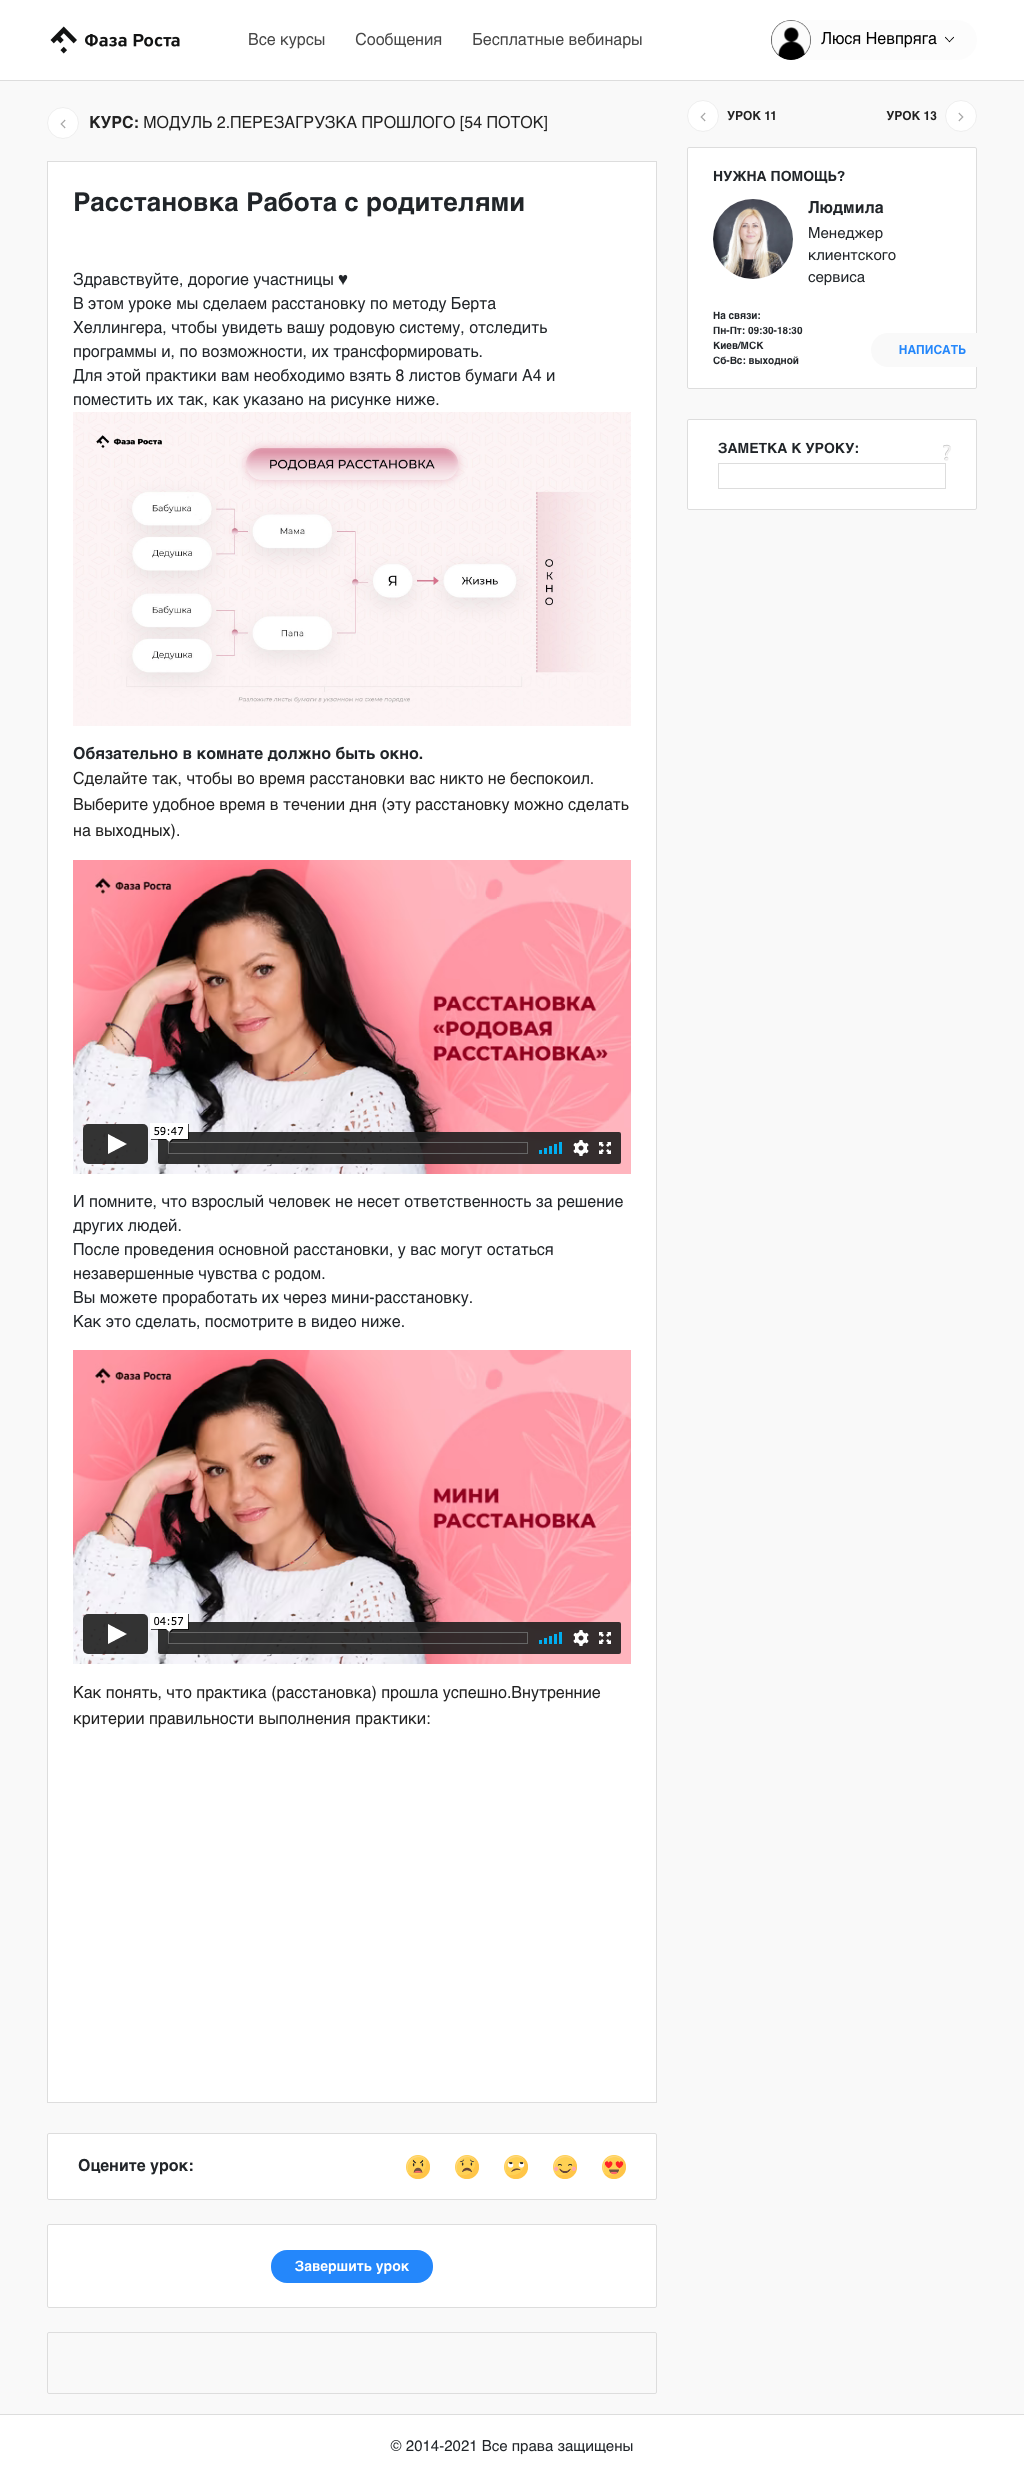 Фаза Роста
Все курсы
Сообщения
Бесплатные вебинары
Люся Невпряга
КУРС: МОДУЛЬ 2.ПЕРЕЗАГРУЗКА ПРОШЛОГО [54 ПОТОК]
УРОК 11
УРОК 13
Расстановка Работа с родителями
Здравствуйте, дорогие участницы ♥
В этом уроке мы сделаем расстановку по методу Берта
Хеллингера, чтобы увидеть вашу родовую систему, отследить
программы и, по возможности, их трансформировать.
Для этой практики вам необходимо взять 8 листов бумаги А4 и
поместить их так, как указано на рисунке ниже.
Фаза Роста
РОДОВАЯ РАССТАНОВКА
Бабушка
Дедушка
Мама
Бабушка
Дедушка
Папа
Я
Жизнь
ОКНО
Разложите листы бумаги в указанном на схеме порядке
Обязательно в комнате должно быть окно.
Сделайте так, чтобы во время расстановки вас никто не беспокоил.
Выберите удобное время в течении дня (эту расстановку можно сделать
на выходных).
Фаза Роста
РАССТАНОВКА
«РОДОВАЯ
РАССТАНОВКА»
59:47
И помните, что взрослый человек не несет ответственность за решение
других людей.
После проведения основной расстановки, у вас могут остаться
незавершенные чувства с родом.
Вы можете проработать их через мини-расстановку.
Как это сделать, посмотрите в видео ниже.
Фаза Роста
МИНИ
РАССТАНОВКА
04:57
Как понять, что практика (расстановка) прошла успешно.Внутренние
критерии правильности выполнения практики:
Оцените урок:
Завершить урок
НУЖНА ПОМОЩЬ?
Людмила
Менеджер
клиентского
сервиса
На связи:
Пн-Пт: 09:30-18:30
Киев/МСК
Сб-Вс: выходной
НАПИСАТЬ
ЗАМЕТКА К УРОКУ:
?
© 2014-2021 Все права защищены